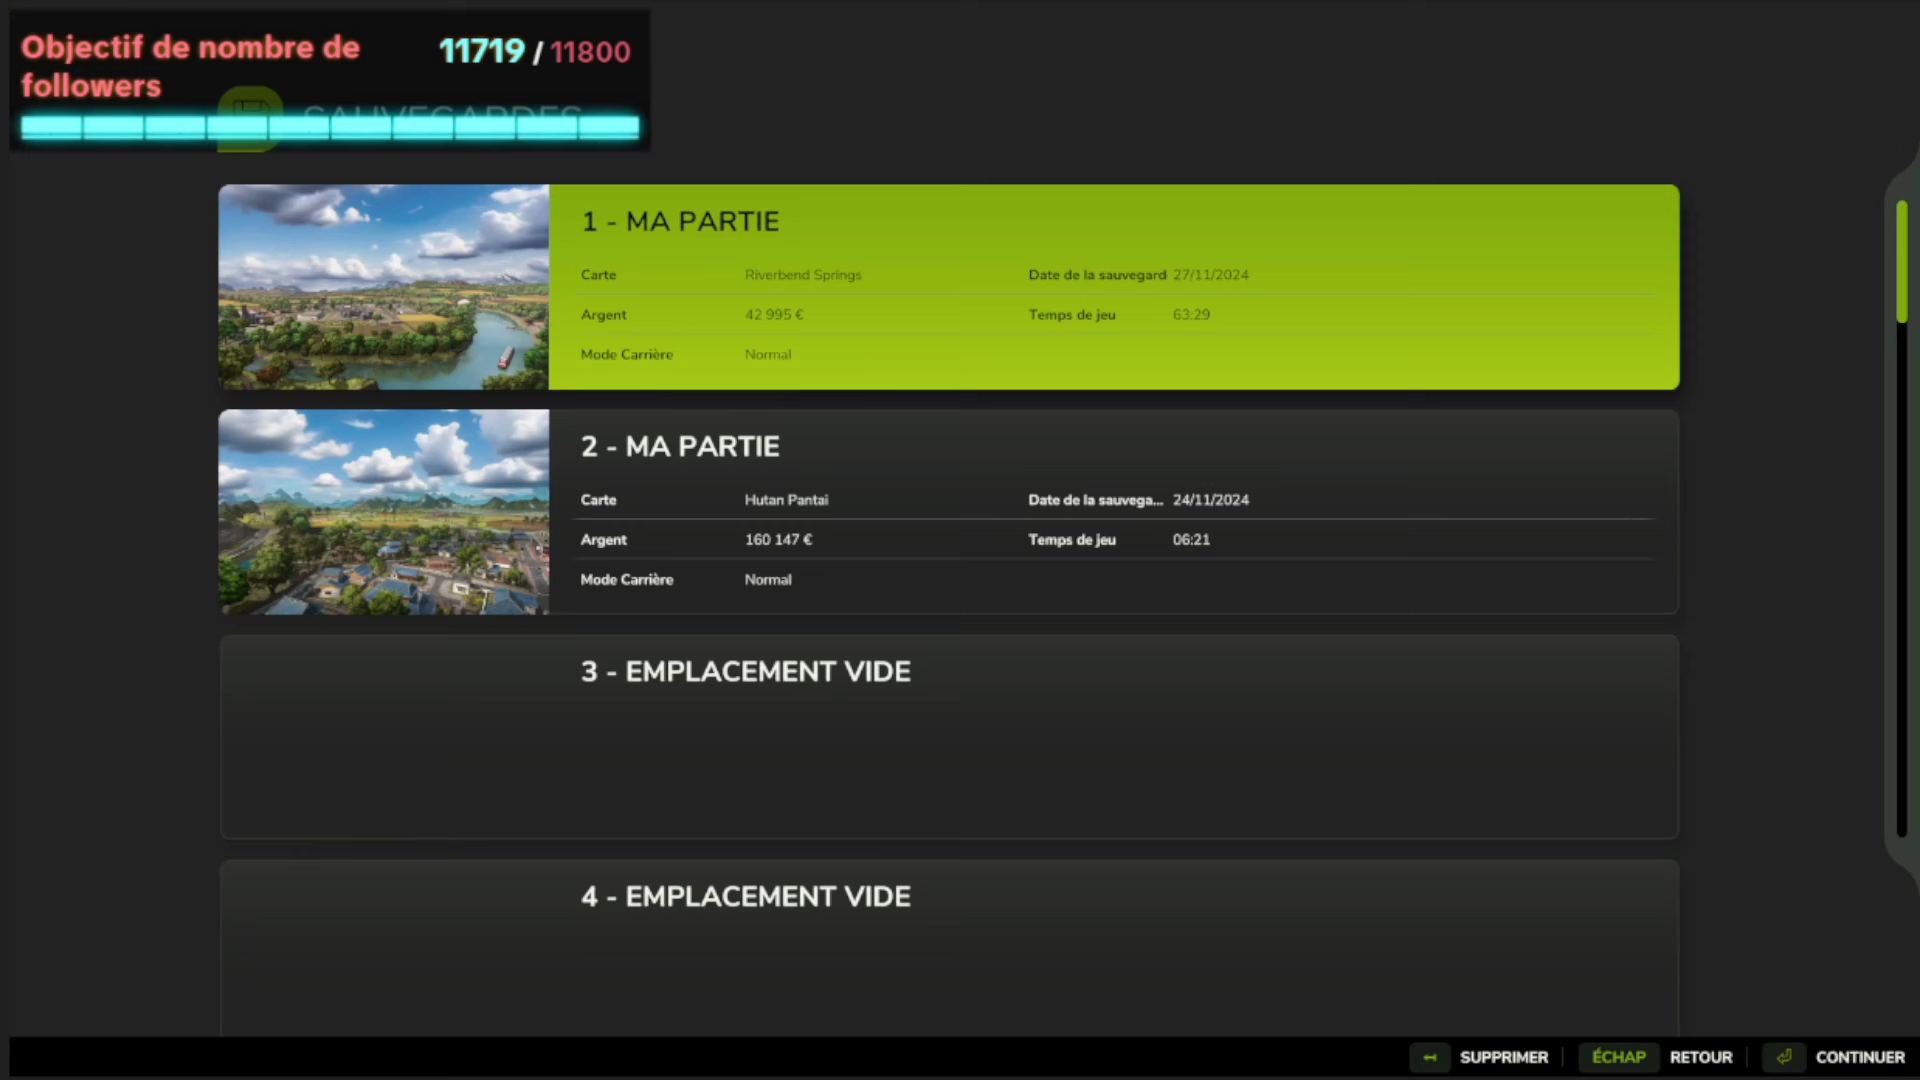 Objectif de nombre de
followers
11719 / 11800
SAUVEGARDES
1 - MA PARTIE
Carte Riverbend Springs Date de la sauvegard 27/11/2024
Argent 42 995 € Temps de jeu 63:29
Mode Carrière Normal
2 - MA PARTIE
Carte Hutan Pantai Date de la sauvega... 24/11/2024
Argent 160 147 € Temps de jeu 06:21
Mode Carrière Normal
3 - EMPLACEMENT VIDE
4 - EMPLACEMENT VIDE
SUPPRIMER ÉCHAP RETOUR CONTINUER